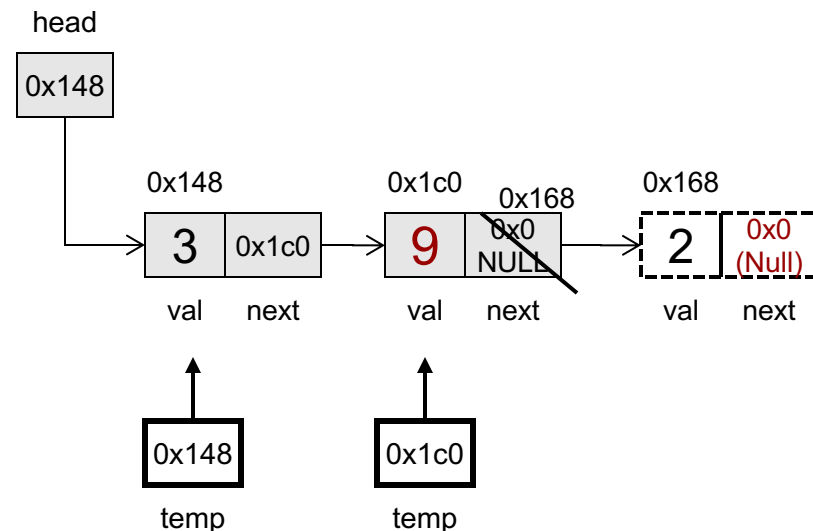 head
0x148
0x148
0x1c0
0x168
0x168
3
0x1c0
9
0x0
NULL
2
0x0
(Null)
val
next
val
next
val
next
0x148
0x1c0
temp
temp